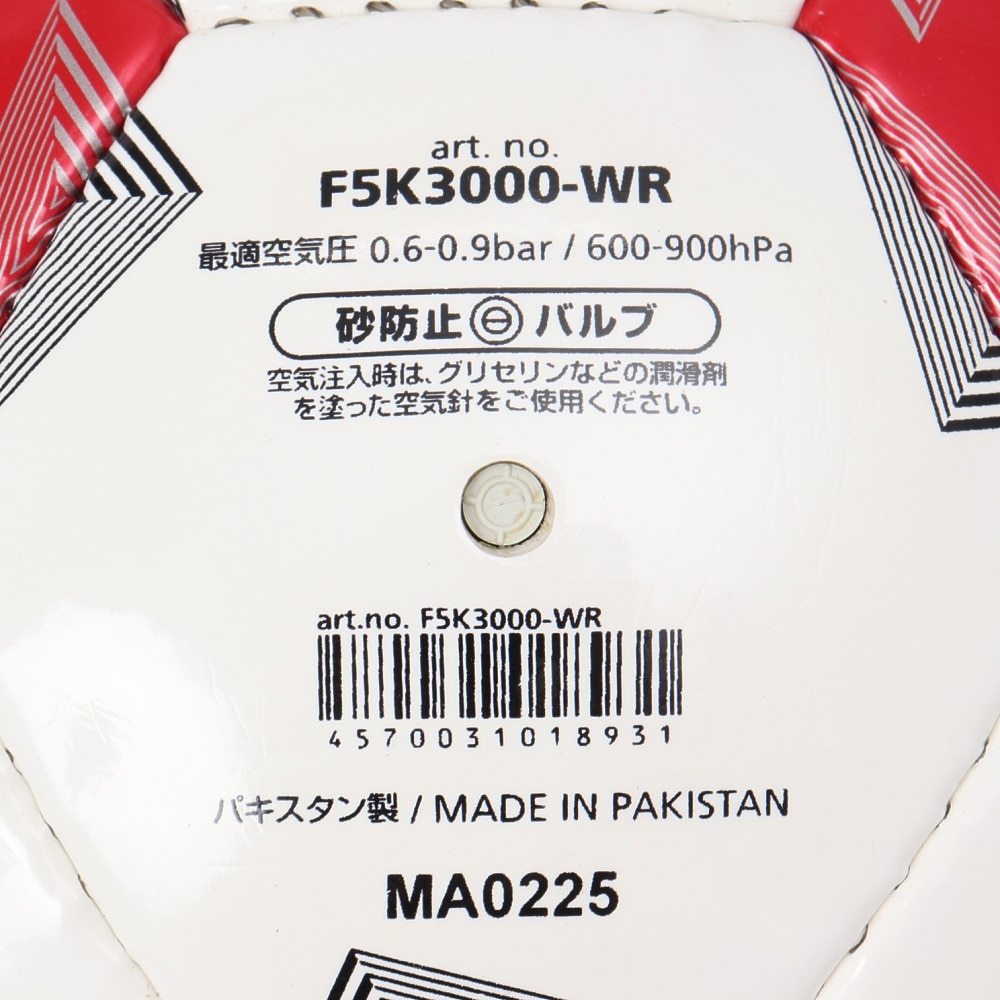 art. no.
F5K3000-WR
最適空気圧 0.6-0.9bar / 600-900hPa
砂防止 バルブ
空気注入時は、グリセリンなどの潤滑剤
を塗った空気針をご使用ください。
art.no. F5K3000-WR
4570031018931
パキスタン製 / MADE IN PAKISTAN
MA0225